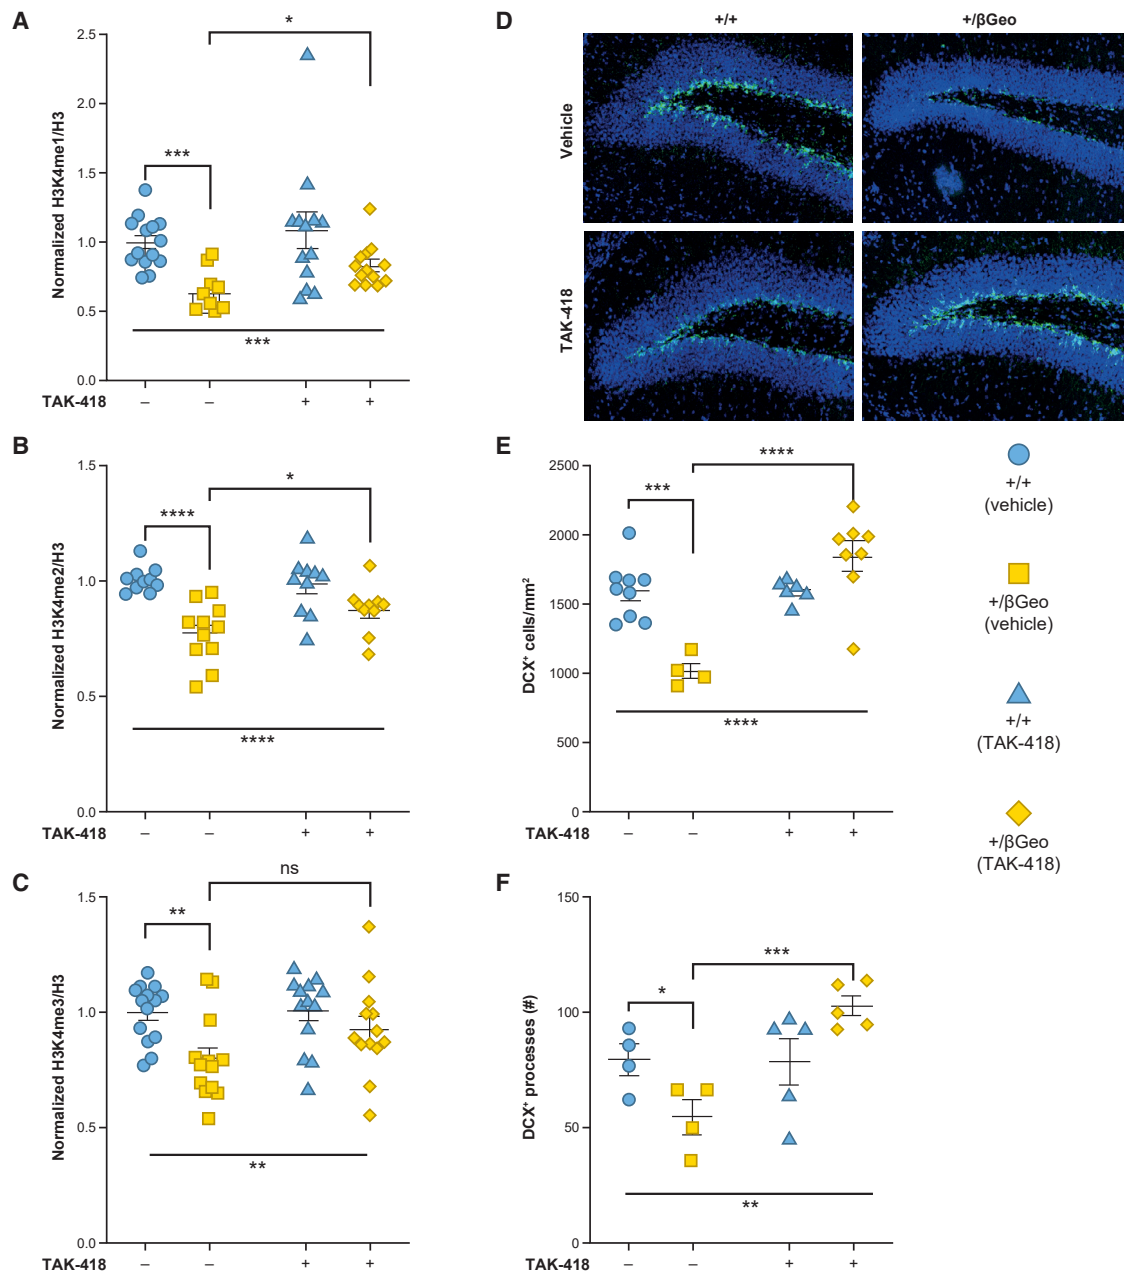 A
2.5
2.0
1.5
1.0
0.5
0.0
Normalized H3K4me1/H3
*
***
***
TAK-418 – – + +
B
1.5
1.0
0.5
0.0
Normalized H3K4me2/H3
*
****
****
TAK-418 – – + +
C
1.5
1.0
0.5
0.0
Normalized H3K4me3/H3
ns
**
**
TAK-418 – – + +
D
+/+ +/βGeo
Vehicle
TAK-418
E
2500
2000
1500
1000
500
0
DCX⁺ cells/mm²
****
***
****
TAK-418 – – + +
+/+
(vehicle)
+/βGeo
(vehicle)
+/+
(TAK-418)
+/βGeo
(TAK-418)
F
150
100
50
0
DCX⁺ processes (#)
***
*
**
TAK-418 – – + +